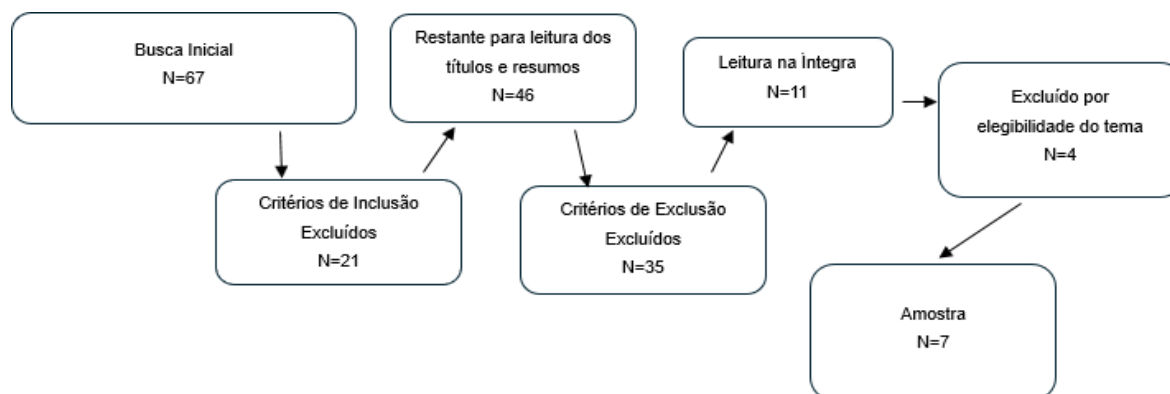 Busca Inicial
N=67
Critérios de Inclusão
Excluídos
N=21
Restante para leitura dos
títulos e resumos
N=46
Critérios de Exclusão
Excluídos
N=35
Leitura na Ìntegra
N=11
Excluído por
elegibilidade do tema
N=4
Amostra
N=7